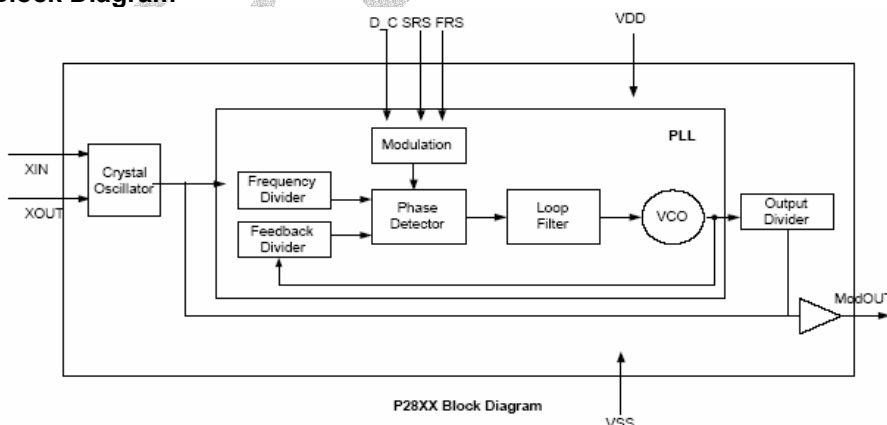 Block Diagram
D_C SRS FRS
VDD
PLL
Modulation
XIN
Crystal
Oscillator
XOUT
Frequency
Divider
Feedback
Divider
Phase
Detector
Loop
Filter
VCO
Output
Divider
ModOUT
P28XX Block Diagram
VSS